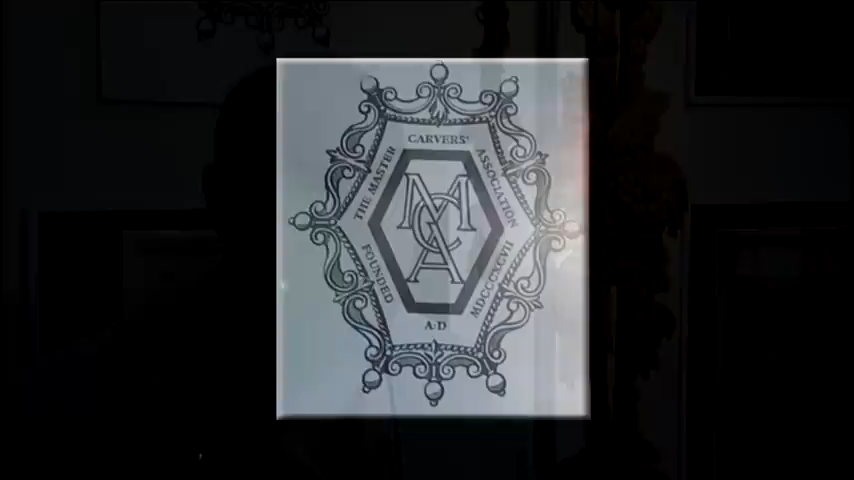 THE MASTER CARVERS' ASSOCIATION
FOUNDED A:D MDCCCXCVII
MCA